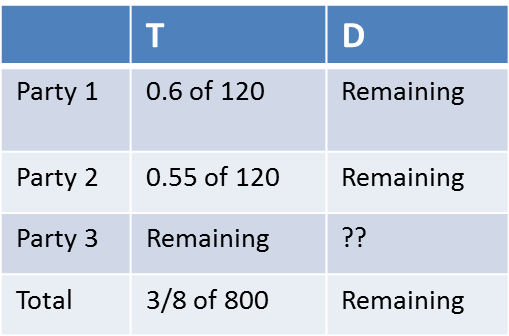 T D
Party 1 0.6 of 120 Remaining
Party 2 0.55 of 120 Remaining
Party 3 Remaining ??
Total 3/8 of 800 Remaining